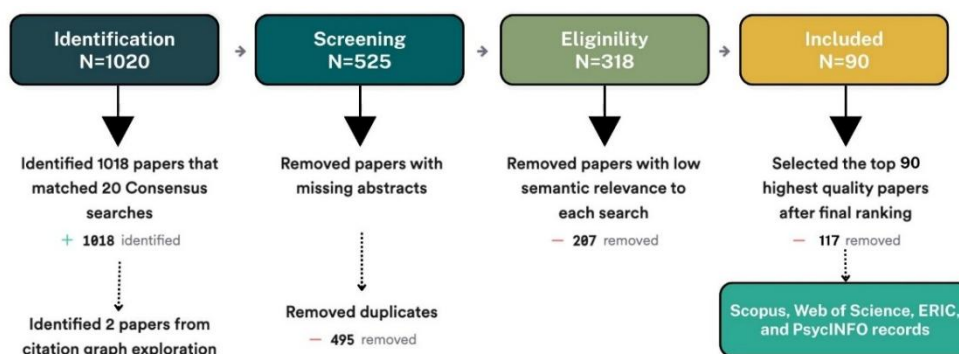 Identification
N=1020
Screening
N=525
Eliginility
N=318
Included
N=90
Identified 1018 papers that
matched 20 Consensus
searches
+ 1018 identified
Identified 2 papers from
citation graph exploration
Removed papers with
missing abstracts
Removed duplicates
− 495 removed
Removed papers with low
semantic relevance to
each search
− 207 removed
Selected the top 90
highest quality papers
after final ranking
− 117 removed
Scopus, Web of Science, ERIC,
and PsycINFO records